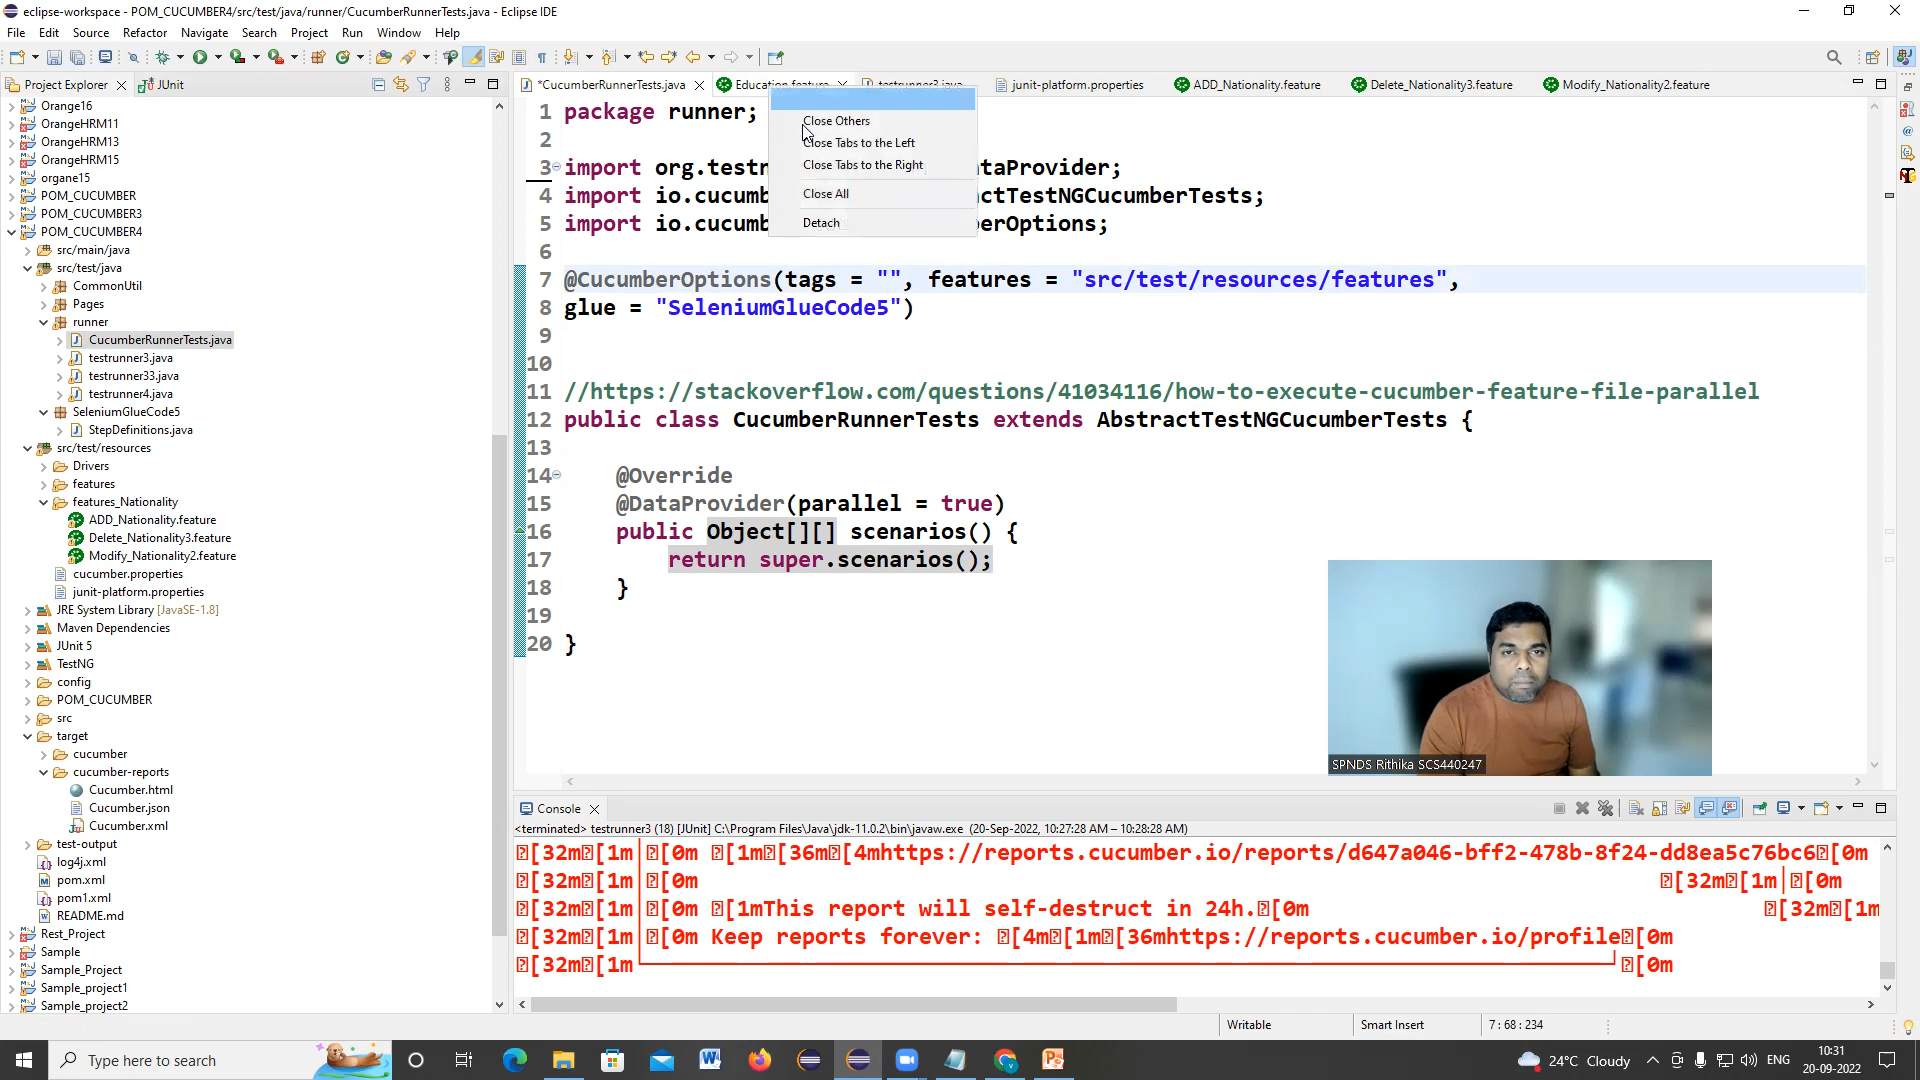 eclipse-workspace - POM_CUCUMBER4/src/test/java/runner/CucumberRunnerTests.java - Eclipse IDE
File Edit Source Refactor Navigate Search Project Run Window Help
Project Explorer
JUnit
Orange16
OrangeHRM11
OrangeHRM13
OrangeHRM15
organe15
POM_CUCUMBER
POM_CUCUMBER3
POM_CUCUMBER4
src/main/java
src/test/java
CommonUtil
Pages
runner
CucumberRunnerTests.java
testrunner3.java
testrunner33.java
testrunner4.java
SeleniumGlueCode5
StepDefinitions.java
src/test/resources
Drivers
features
features_Nationality
ADD_Nationality.feature
Delete_Nationality3.feature
Modify_Nationality2.feature
cucumber.properties
junit-platform.properties
JRE System Library [JavaSE-1.8]
Maven Dependencies
JUnit 5
TestNG
config
POM_CUCUMBER
src
target
cucumber
cucumber-reports
Cucumber.html
Cucumber.json
Cucumber.xml
test-output
log4j.xml
pom.xml
pom1.xml
README.md
Rest_Project
Sample
Sample_Project
Sample_project1
Sample_project2
*CucumberRunnerTests.java Education.feature testrunner3.java junit-platform.properties ADD_Nationality.feature Delete_Nationality3.feature Modify_Nationality2.feature
Close Others
Close Tabs to the Left
Close Tabs to the Right
Close All
Detach
1 package runner;
2
3 import org.testn ataProvider;
4 import io.cucumb ctTestNGCucumberTests;
5 import io.cucumb erOptions;
6
7 @CucumberOptions(tags = "", features = "src/test/resources/features",
8 glue = "SeleniumGlueCode5")
9
10
11 //https://stackoverflow.com/questions/41034116/how-to-execute-cucumber-feature-file-parallel
12 public class CucumberRunnerTests extends AbstractTestNGCucumberTests {
13
14 @Override
15 @DataProvider(parallel = true)
16 public Object[][] scenarios() {
17 return super.scenarios();
18 }
19
20 }
SPNDS Rithika SCS440247
Console
<terminated> testrunner3 (18) [JUnit] C:\Program Files\Java\jdk-11.0.2\bin\javaw.exe (20-Sep-2022, 10:27:28 AM – 10:28:28 AM)
[32m[1m│[0m [1m[36m[4mhttps://reports.cucumber.io/reports/d647a046-bff2-478b-8f24-dd8ea5c76bc6[0m
[32m[1m│[0m [32m[1m│[0m
[32m[1m│[0m [1mThis report will self-destruct in 24h.[0m [32m[1m
[32m[1m│[0m Keep reports forever: [4m[1m[36mhttps://reports.cucumber.io/profile[0m
[32m[1m [0m
Writable Smart Insert 7 : 68 : 234
Type here to search
24°C Cloudy
ENG
10:31
20-09-2022